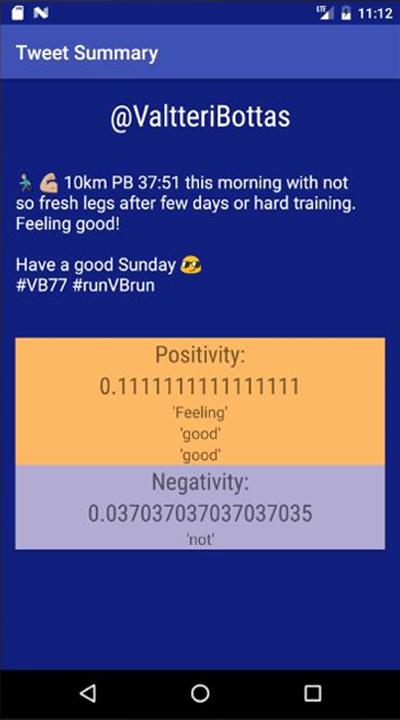 LTE 11:12
Tweet Summary
@ValtteriBottas
🏃🏽‍♂️ 💪🏼 10km PB 37:51 this morning with not
so fresh legs after few days or hard training.
Feeling good!
Have a good Sunday 😎
#VB77 #runVBrun
Positivity:
0.1111111111111111
'Feeling'
'good'
'good'
Negativity:
0.037037037037037035
'not'